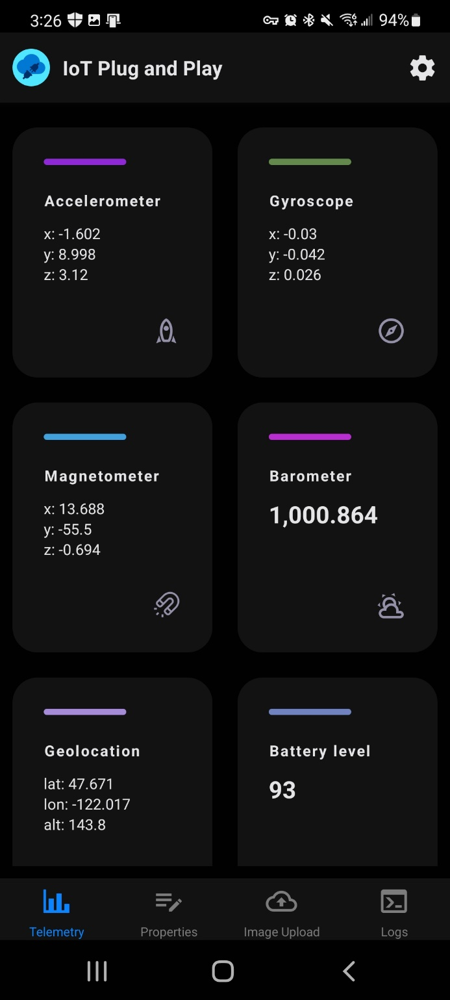 3:26
94%
IoT Plug and Play
Accelerometer
x: -1.602
y: 8.998
z: 3.12
Gyroscope
x: -0.03
y: -0.042
z: 0.026
Magnetometer
x: 13.688
y: -55.5
z: -0.694
Barometer
1,000.864
Geolocation
lat: 47.671
lon: -122.017
alt: 143.8
Battery level
93
Telemetry
Properties
Image Upload
Logs